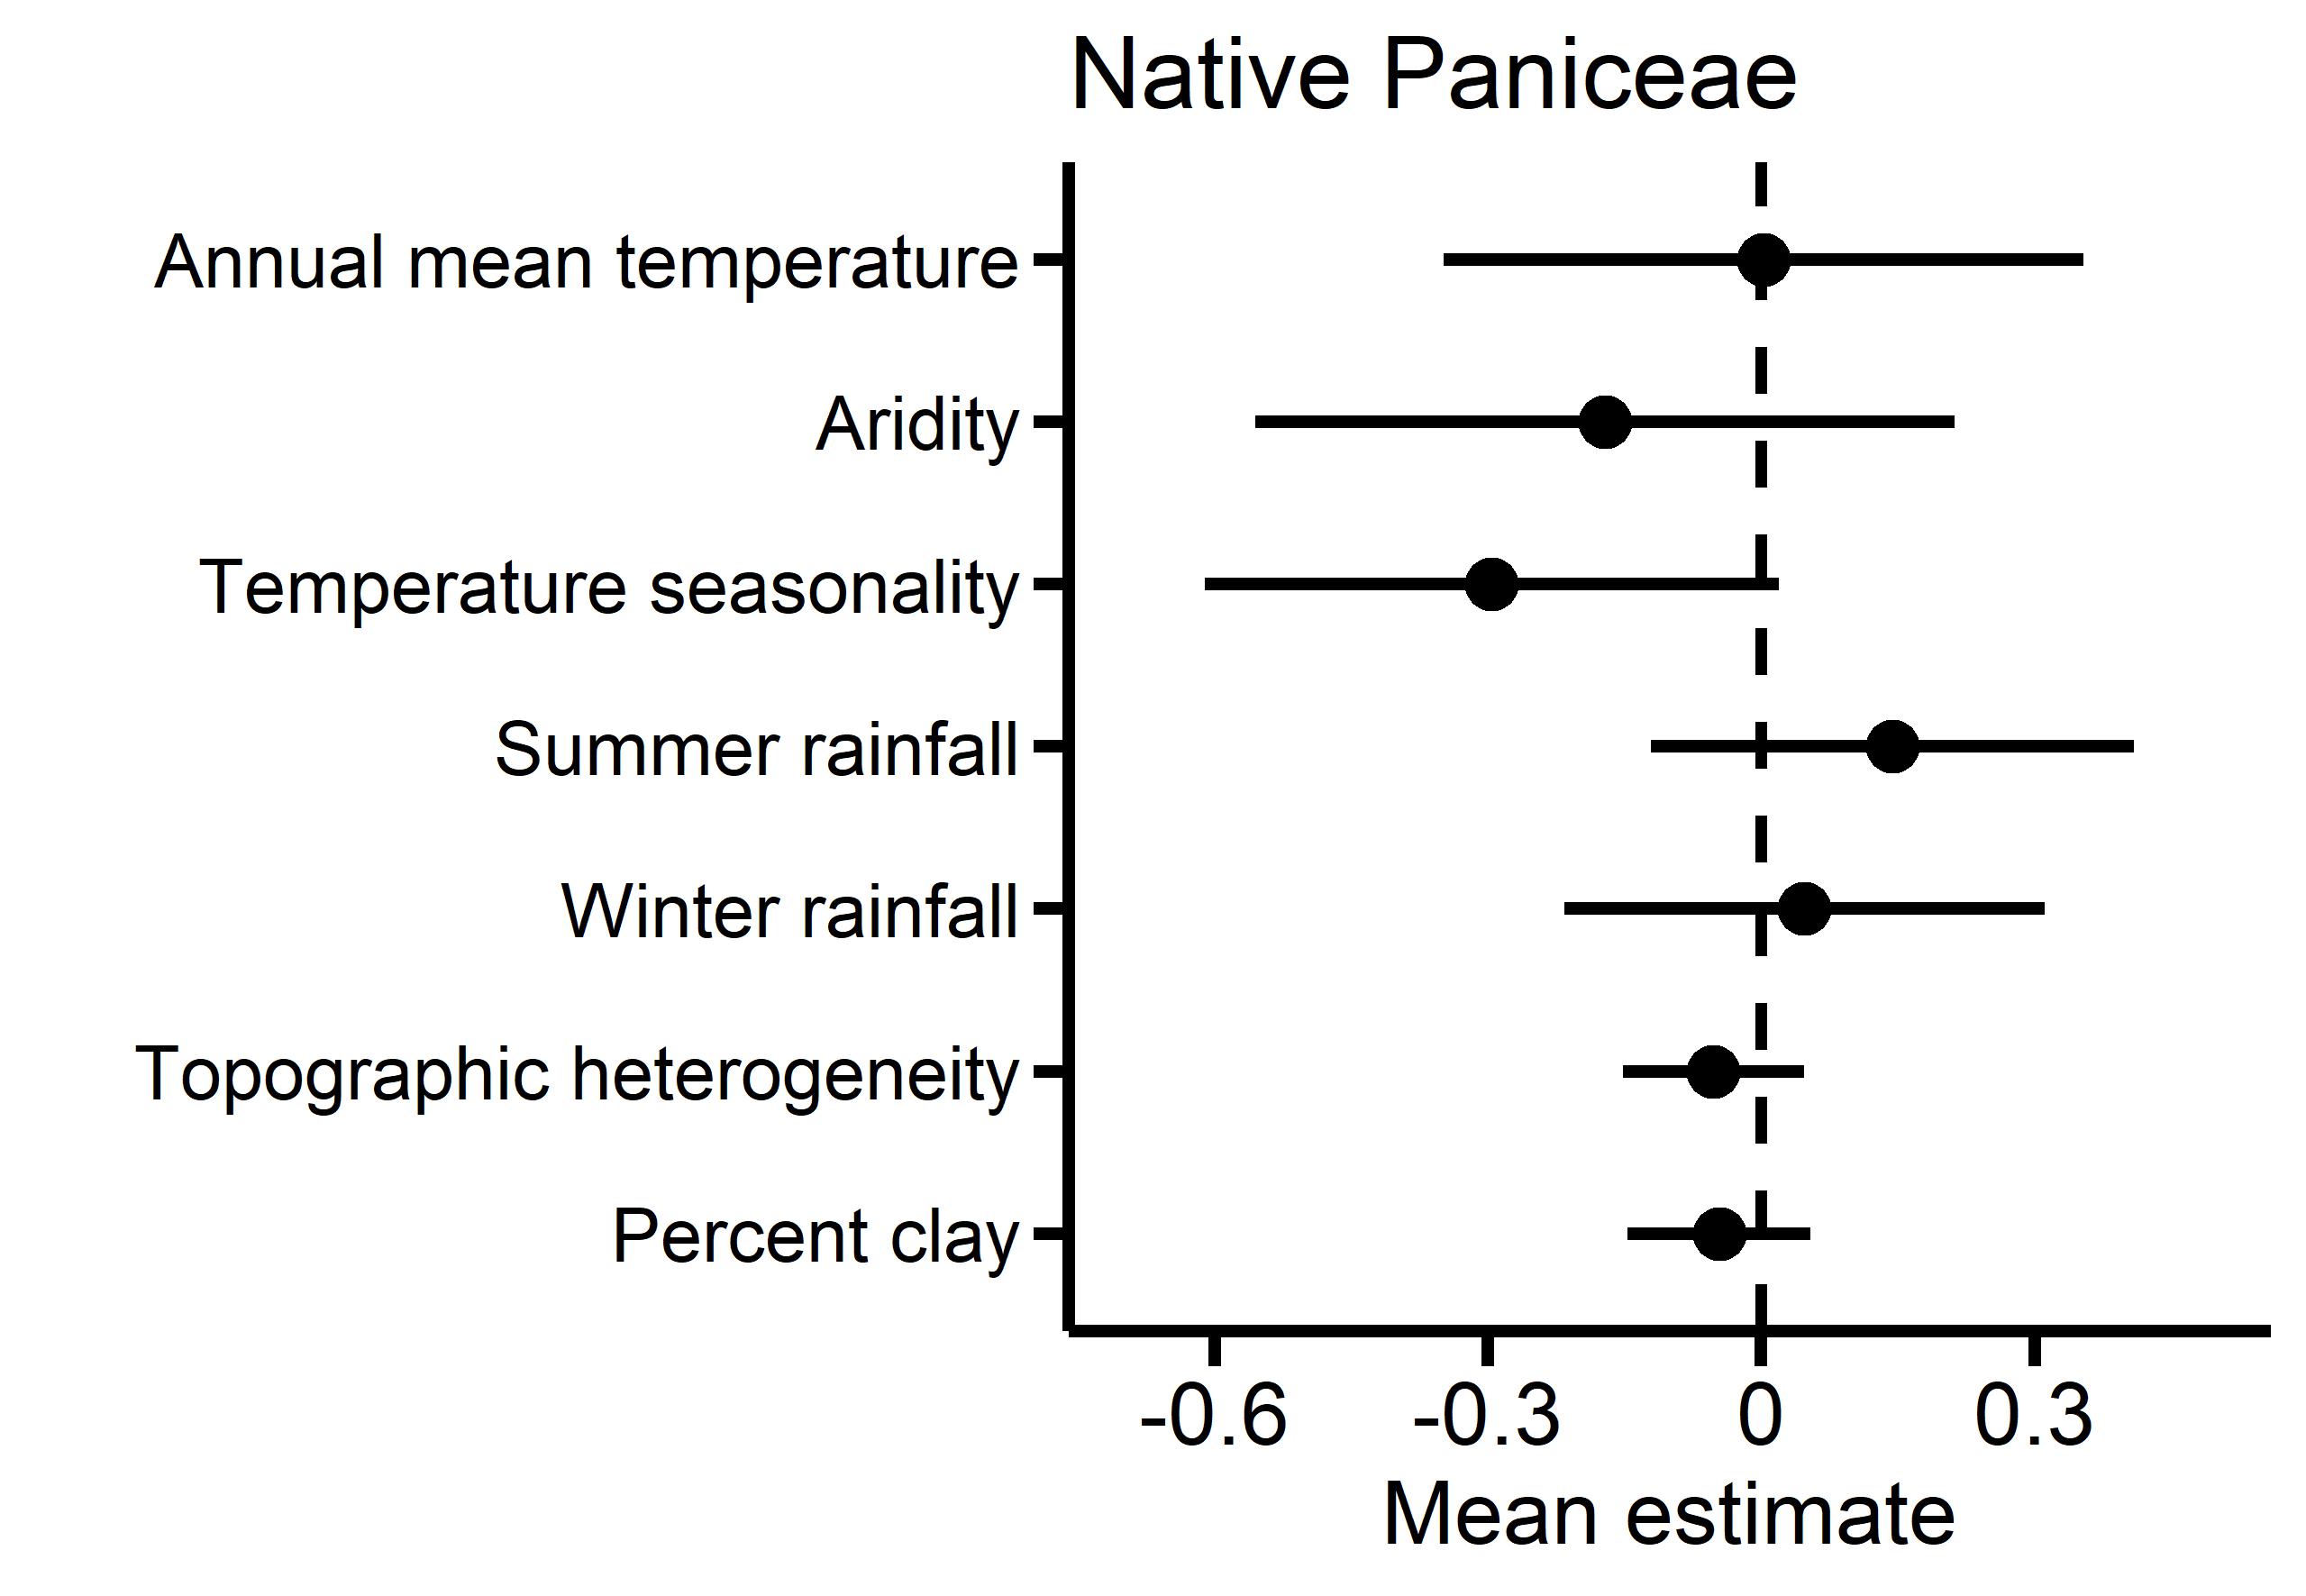 Native Paniceae
Annual mean temperature
Aridity
Temperature seasonality
Summer rainfall
Winter rainfall
Topographic heterogeneity
Percent clay
-0.6 -0.3 0 0.3
Mean estimate